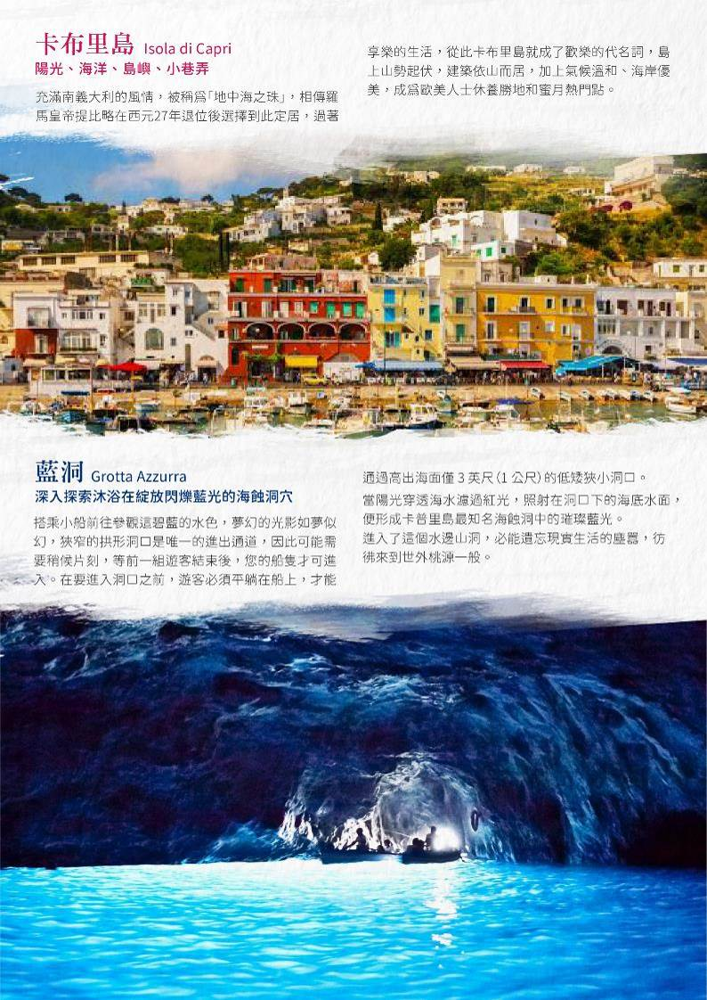 卡布里島 Isola di Capri
陽光、海洋、島嶼、小巷弄
充滿南義大利的風情，被稱爲「地中海之珠」，相傳羅
馬皇帝提比略在西元27年退位後選擇到此定居，過著
享樂的生活，從此卡布里島就成了歡樂的代名詞，島
上山勢起伏，建築依山而居，加上氣候溫和、海岸優
美，成爲歐美人士休養勝地和蜜月熱門點。
藍洞 Grotta Azzurra
深入探索沐浴在綻放閃爍藍光的海蝕洞穴
搭乘小船前往參觀這碧藍的水色，夢幻的光影如夢似
幻，狹窄的拱形洞口是唯一的進出通道，因此可能需
要稍候片刻，等前一組遊客結束後，您的船隻才可進
入。在要進入洞口之前，遊客必須平躺在船上，才能
通過高出海面僅 3 英尺 (1 公尺) 的低矮狹小洞口。
當陽光穿透海水濾過紅光，照射在洞口下的海底水面，
便形成卡普里島最知名海蝕洞中的璀璨藍光。
進入了這個水邊山洞，必能遺忘現實生活的塵囂，彷
彿來到世外桃源一般。